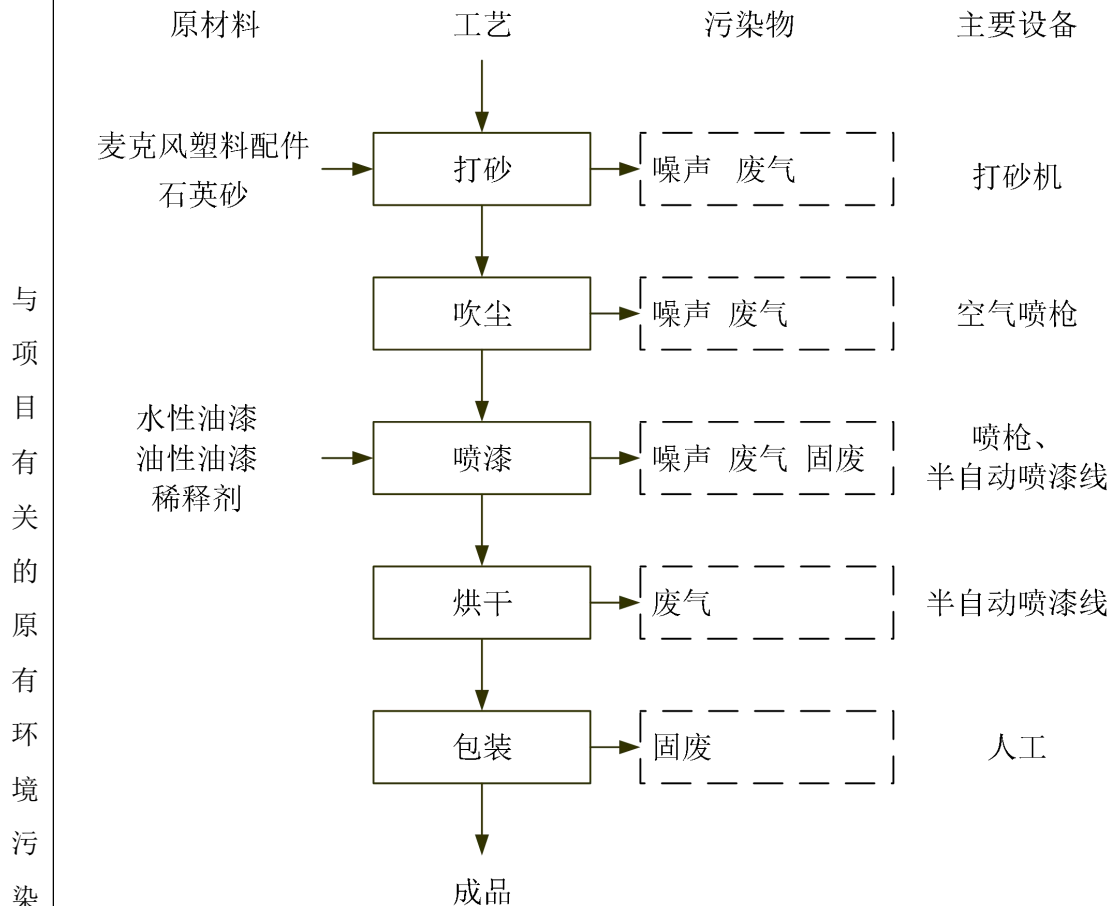 原材料 工艺 污染物 主要设备
麦克风塑料配件
石英砂
打砂
噪声 废气
打砂机
吹尘
噪声 废气
空气喷枪
水性油漆
油性油漆
稀释剂
喷漆
噪声 废气 固废
喷枪、
半自动喷漆线
烘干
废气
半自动喷漆线
包装
固废
人工
成品
与项目有关的原有环境污染